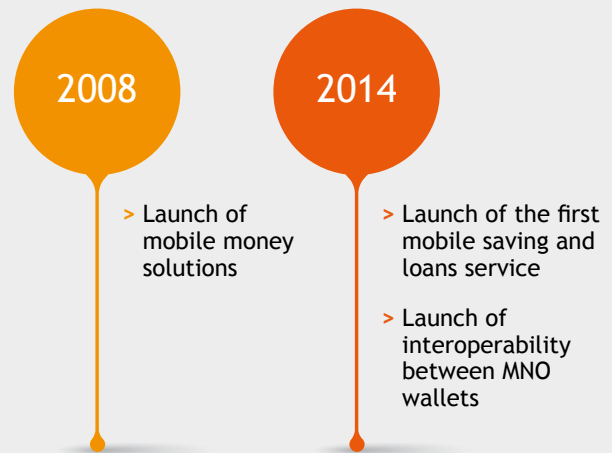 2008
> Launch of
mobile money
solutions
2014
> Launch of the first
mobile saving and
loans service
> Launch of
interoperability
between MNO
wallets